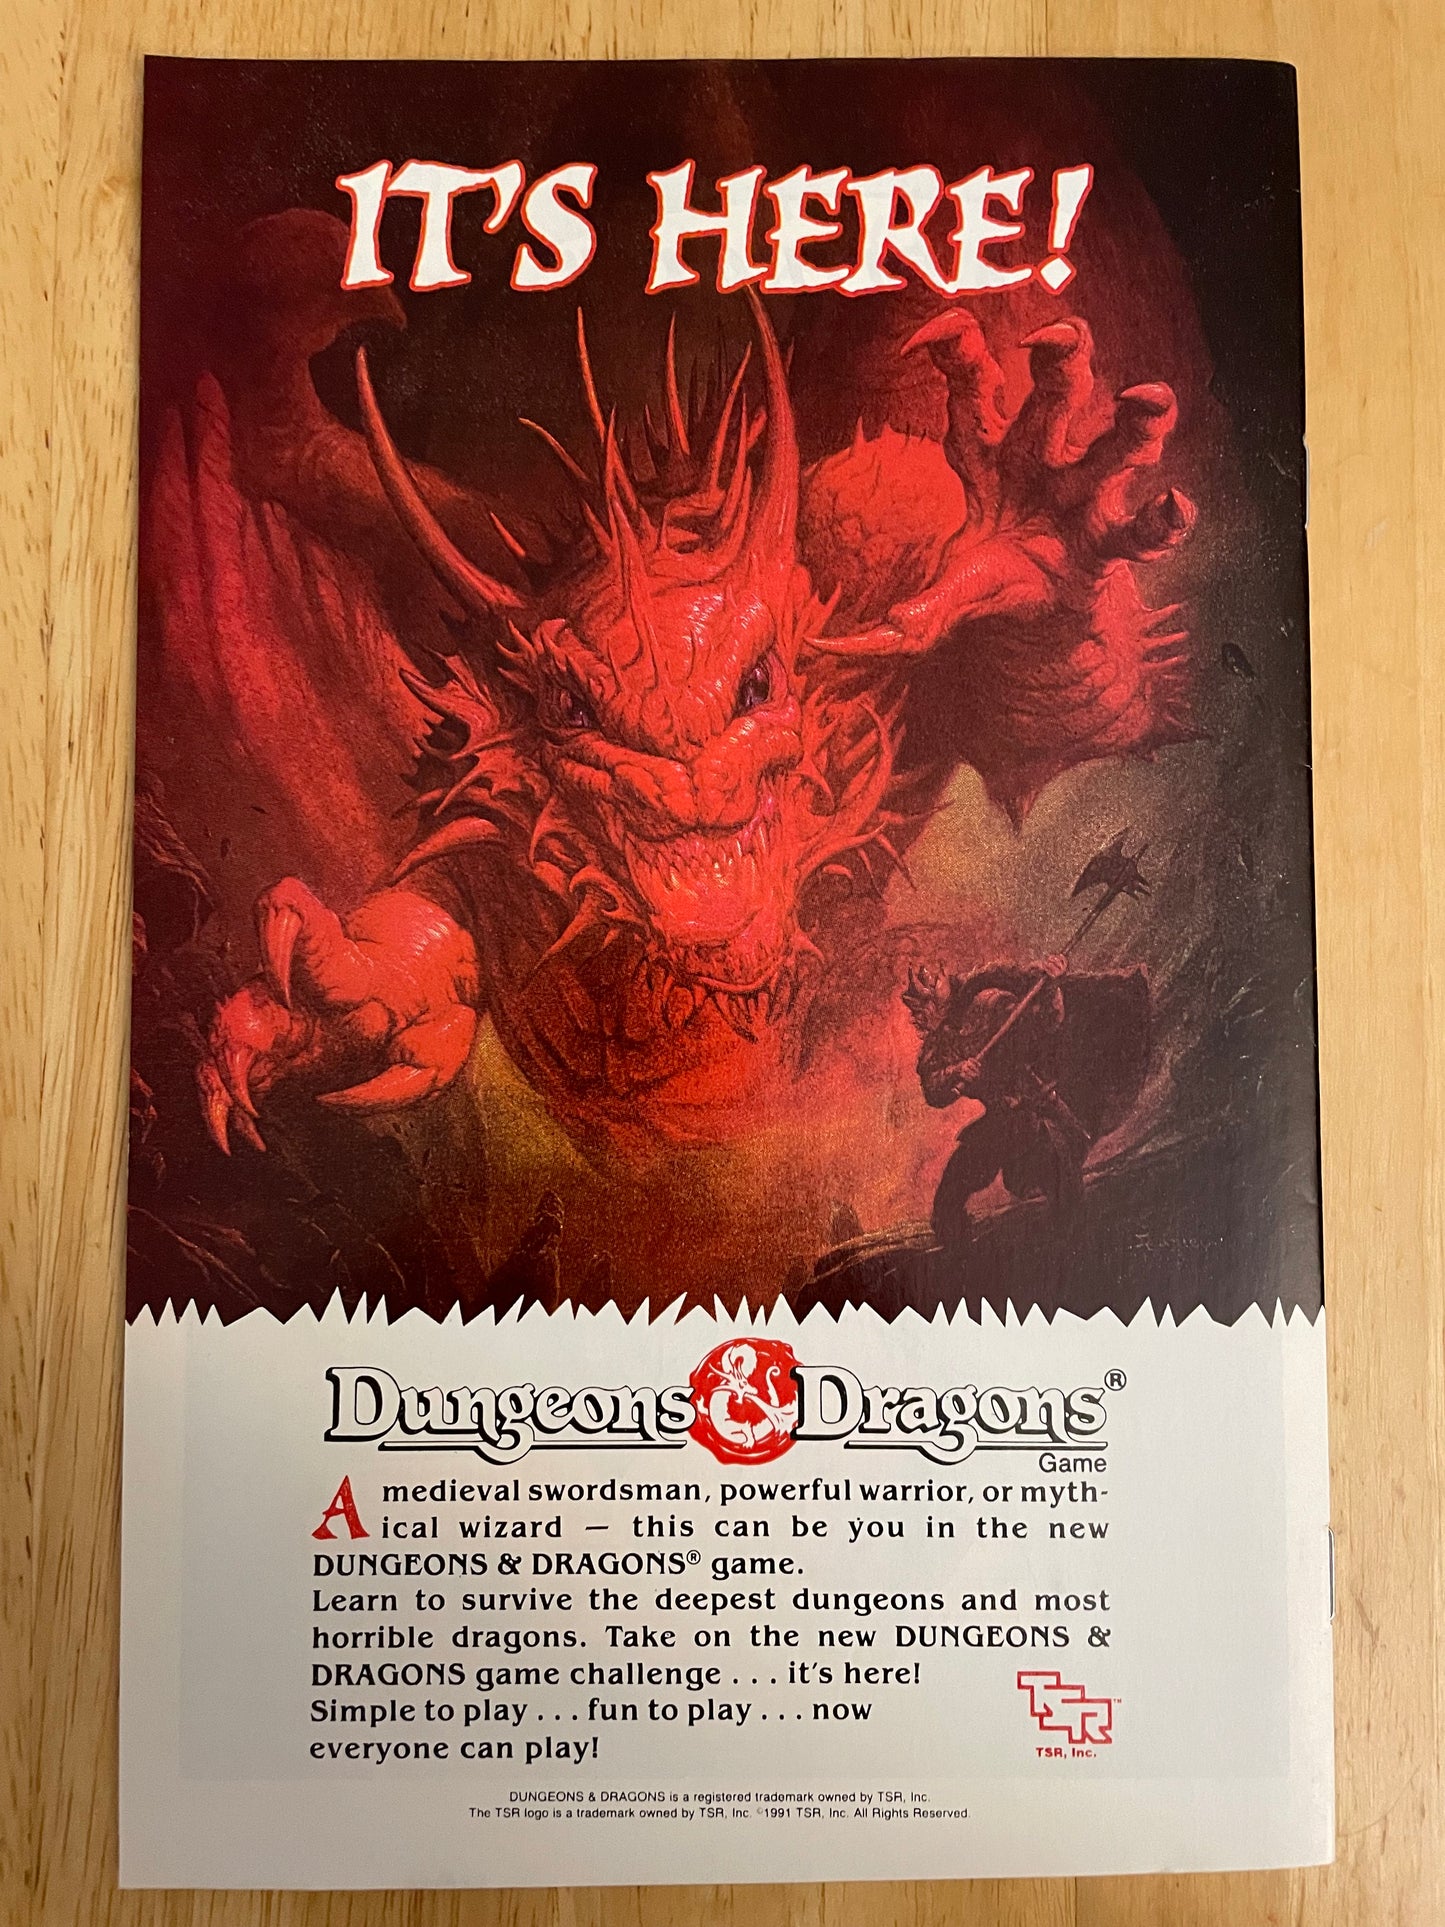 IT'S HERE!
Easley
Dungeons & Dragons®
Game
A medieval swordsman, powerful warrior, or myth-
ical wizard — this can be you in the new
DUNGEONS & DRAGONS® game.
Learn to survive the deepest dungeons and most
horrible dragons. Take on the new DUNGEONS &
DRAGONS game challenge . . . it's here!
Simple to play . . . fun to play . . . now
everyone can play!
TSR™
TSR, Inc.
DUNGEONS & DRAGONS is a registered trademark owned by TSR, Inc.
The TSR logo is a trademark owned by TSR, Inc. ©1991 TSR, Inc. All Rights Reserved.